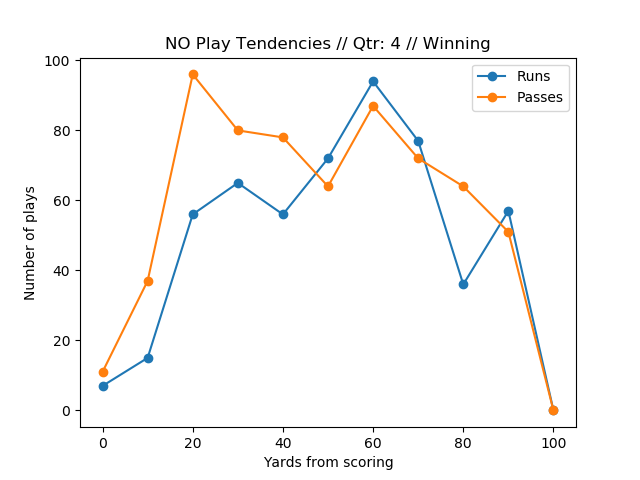 NO Play Tendencies // Qtr: 4 // Winning
Runs
Passes
Number of plays
100
80
60
40
20
0
0 20 40 60 80 100
Yards from scoring